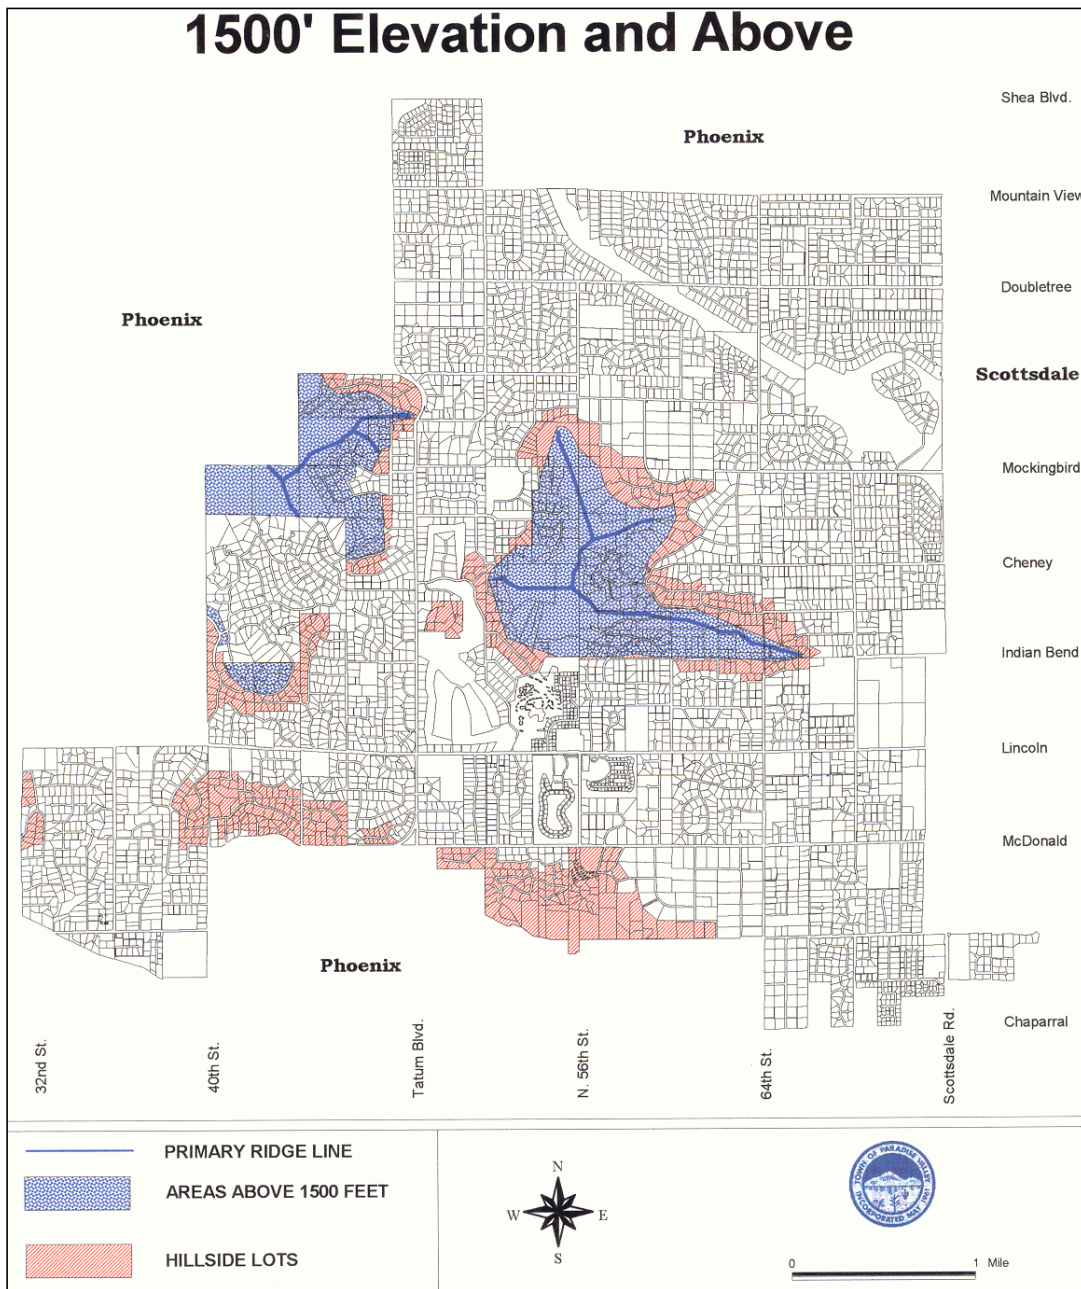 1500' Elevation and Above
Shea Blvd.
Phoenix
Mountain View
Doubletree
Phoenix
Scottsdale
Mockingbird
Cheney
Indian Bend
Lincoln
McDonald
Phoenix
Chaparral
32nd St.
40th St.
Tatum Blvd.
N. 56th St.
64th St.
Scottsdale Rd.
PRIMARY RIDGE LINE
AREAS ABOVE 1500 FEET
HILLSIDE LOTS
N
W
E
S
TOWN OF PARADISE VALLEY
INCORPORATED MAY 1961
0 1 Mile